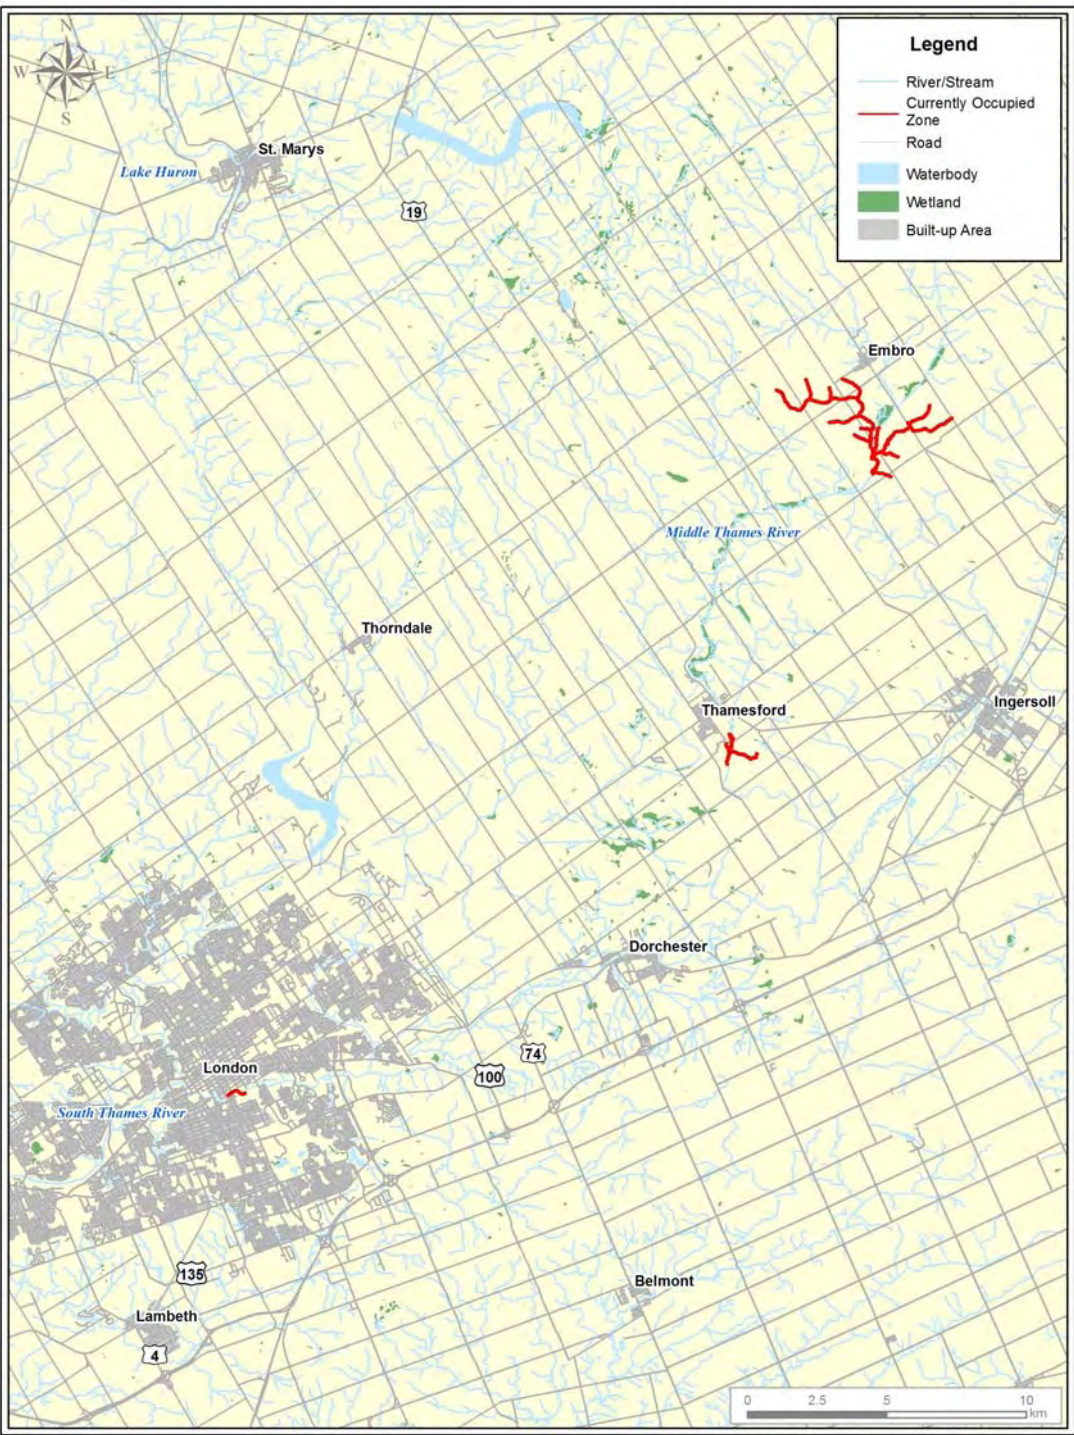 N
W E
S
Legend
River/Stream
Currently Occupied
Zone
Road
Waterbody
Wetland
Built-up Area
St. Marys
Lake Huron
19
Embro
Middle Thames River
Thorndale
Ingersoll
Thamesford
Dorchester
74
London
100
South Thames River
135
Belmont
Lambeth
4
0 2.5 5 10
km